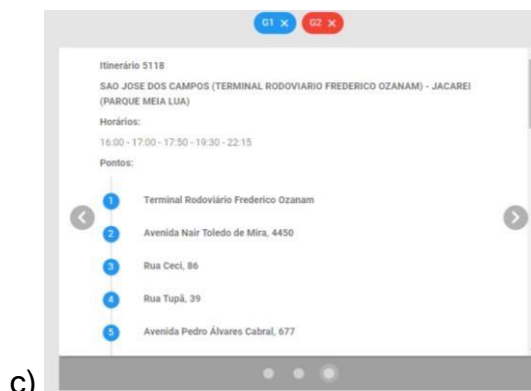 G1 × G2 ×
Itinerário 5118
SAO JOSE DOS CAMPOS (TERMINAL RODOVIARIO FREDERICO OZANAM) - JACAREI
(PARQUE MEIA LUA)
Horários:
16:00 - 17:00 - 17:50 - 19:30 - 22:15
Pontos:
1 Terminal Rodoviário Frederico Ozanam
2 Avenida Nair Toledo de Mira, 4450
3 Rua Ceci, 86
4 Rua Tupã, 39
5 Avenida Pedro Álvares Cabral, 677
c)